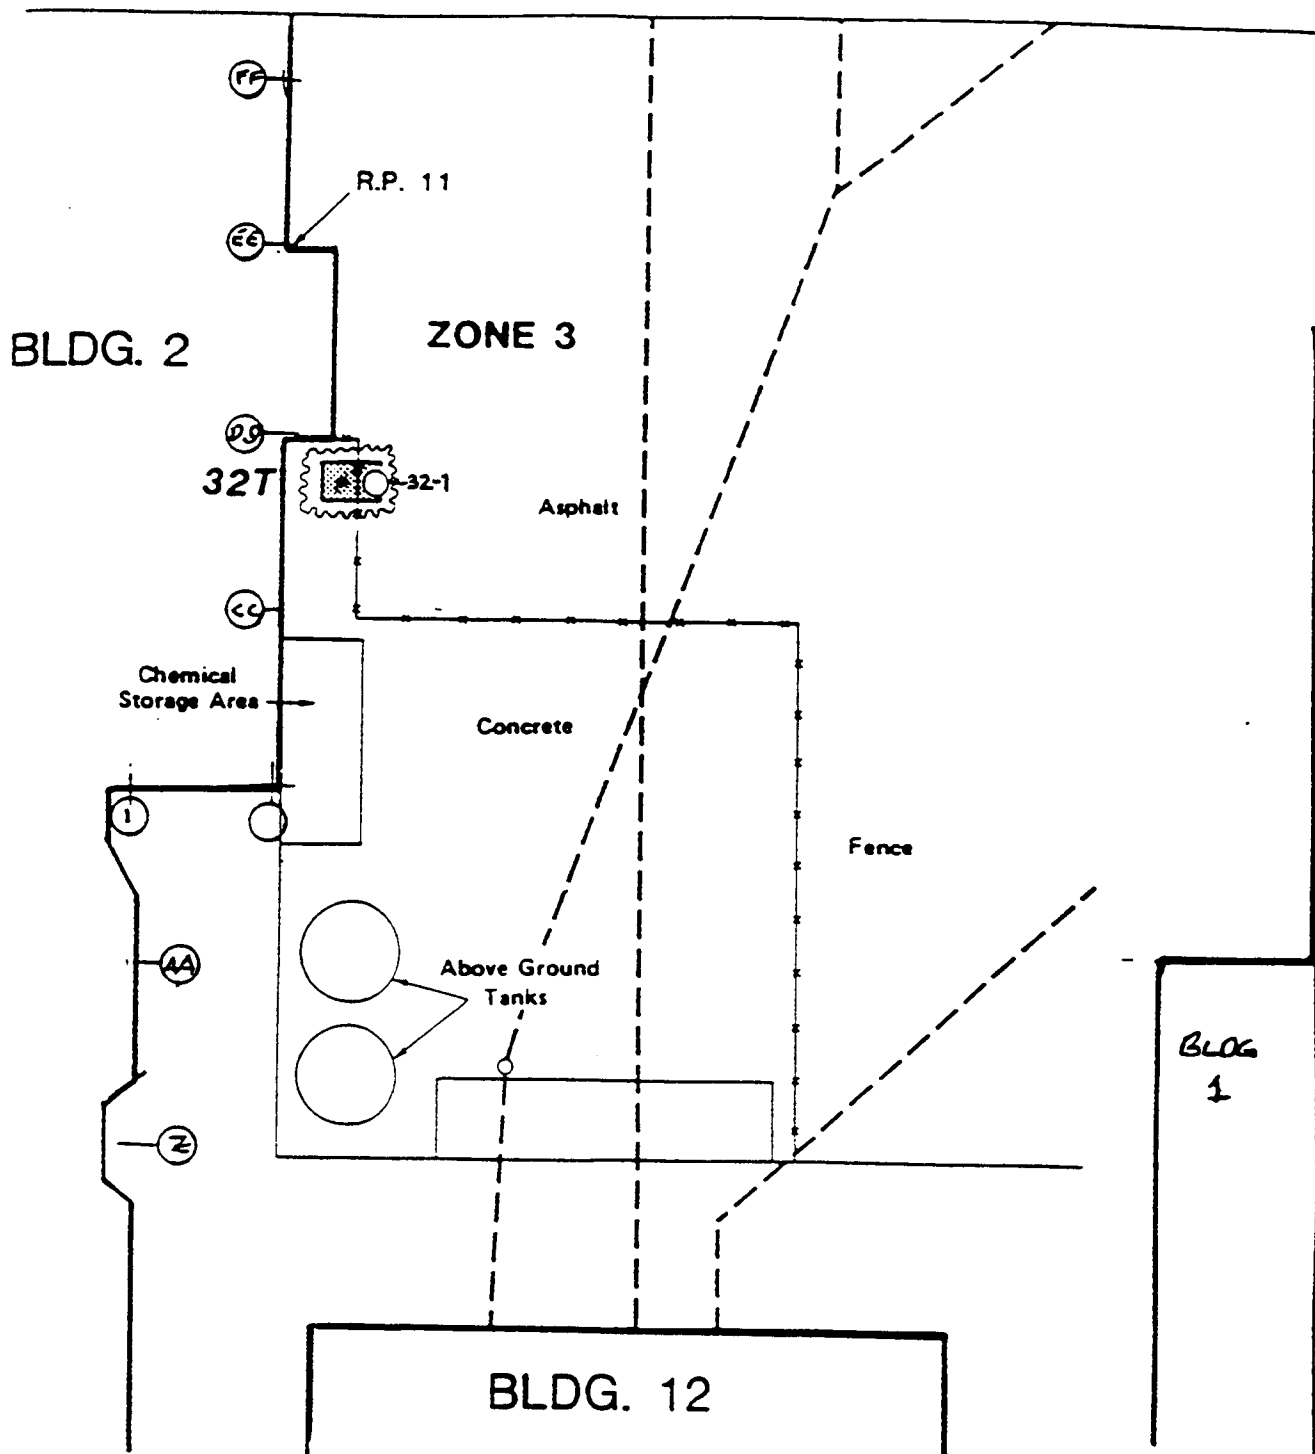 FF
R.P. 11
EE
ZONE 3
BLDG. 2
DD
32T
32-1
Asphalt
CC
Chemical
Storage Area
Concrete
1
Fence
AA
Above Ground
Tanks
BLDG
1
Z
BLDG. 12